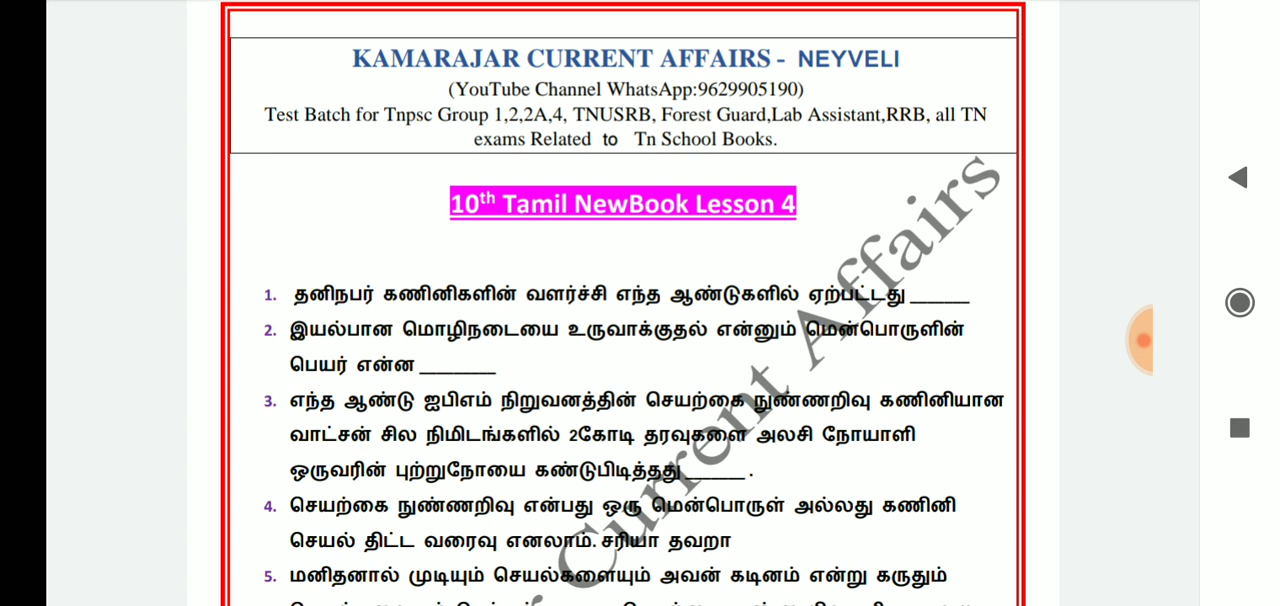 KAMARAJAR CURRENT AFFAIRS - NEYVELI
(YouTube Channel WhatsApp:9629905190)
Test Batch for Tnpsc Group 1,2,2A,4, TNUSRB, Forest Guard,Lab Assistant,RRB, all TN
exams Related to Tn School Books.
10th Tamil NewBook Lesson 4
1. தனிநபர் கணினிகளின் வளர்ச்சி எந்த ஆண்டுகளில் ஏற்பட்டது _______
2. இயல்பான மொழிநடையை உருவாக்குதல் என்னும் மென்பொருளின்
பெயர் என்ன _________
3. எந்த ஆண்டு ஐபிஎம் நிறுவனத்தின் செயற்கை நுண்ணறிவு கணினியான
வாட்சன் சில நிமிடங்களில் 2கோடி தரவுகளை அலசி நோயாளி
ஒருவரின் புற்றுநோயை கண்டுபிடித்தது_______ .
4. செயற்கை நுண்ணறிவு என்பது ஒரு மென்பொருள் அல்லது கணினி
செயல் திட்ட வரைவு எனலாம். சரியா தவறா
5. மனிதனால் முடியும் செயல்களையும் அவன் கடினம் என்று கருதும்
Current Affairs